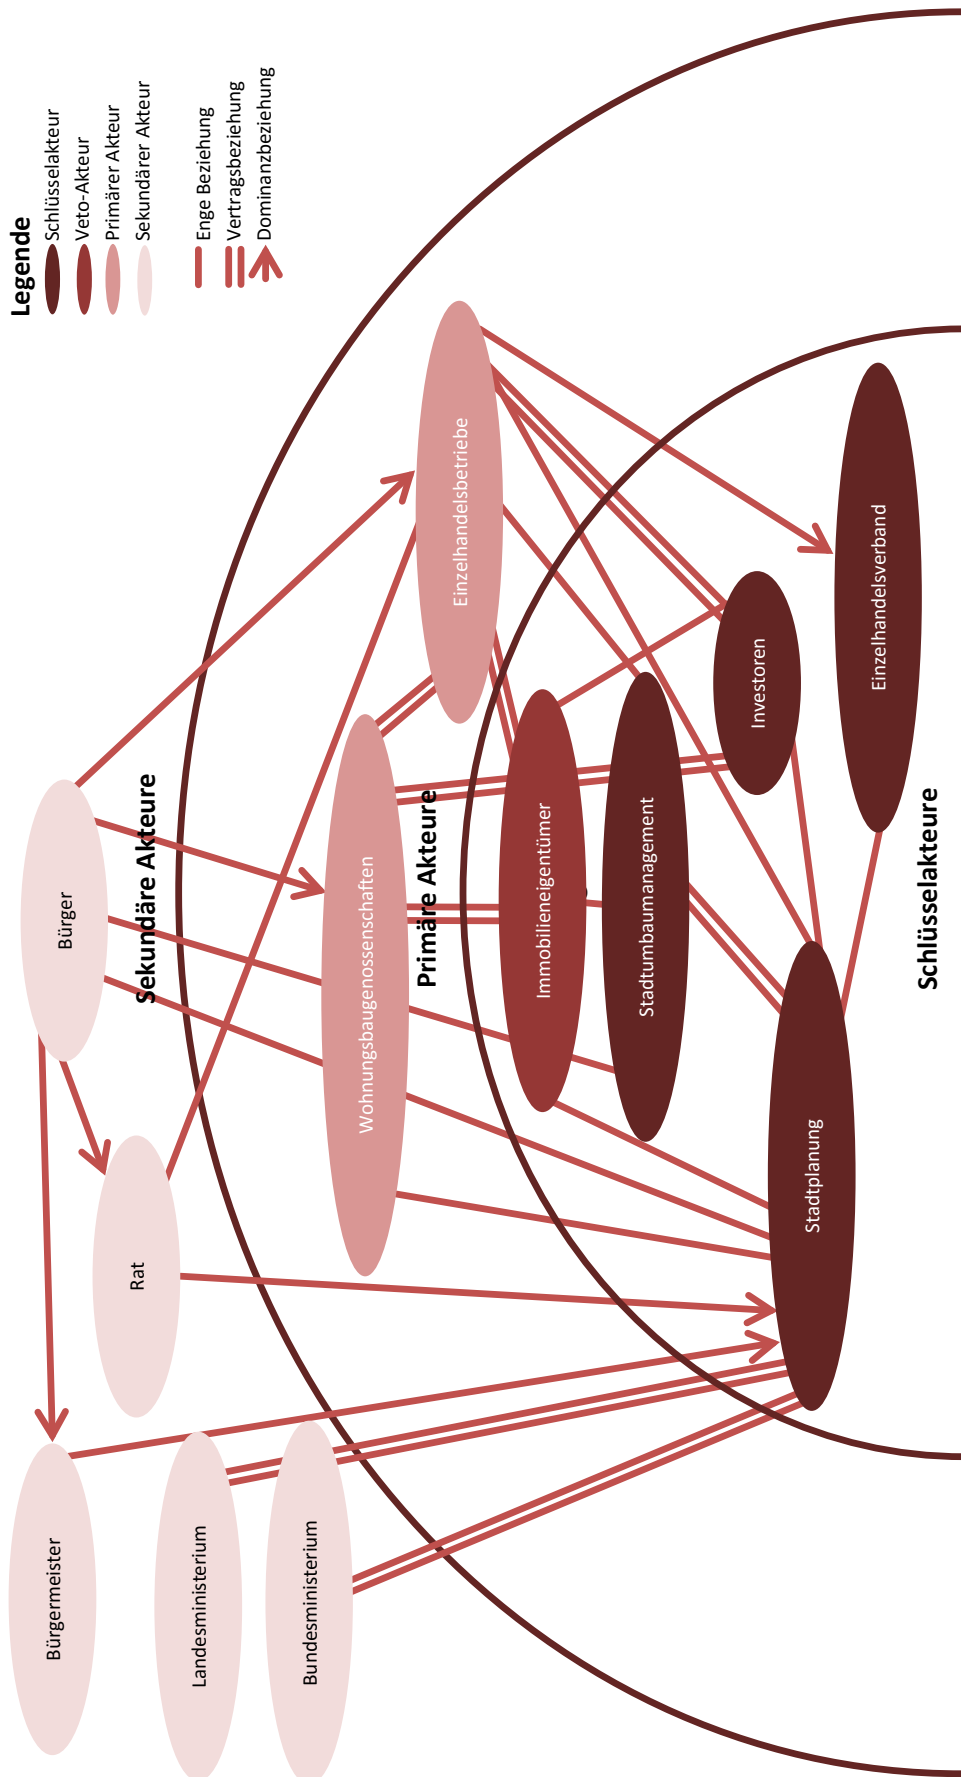 Legende
Schlüsselakteur
Veto-Akteur
Primärer Akteur
Sekundärer Akteur
Enge Beziehung
Vertragsbeziehung
Dominanzbeziehung
Bürgermeister
Bürger
Rat
Sekundäre Akteure
Landesministerium
Bundesministerium
Wohnungsbaugenossenschaften
Primäre Akteure
Einzelhandelsbetriebe
Immobilieneigentümer
Stadtumbaumanagement
Investoren
Stadtplanung
Einzelhandelsverband
Schlüsselakteure